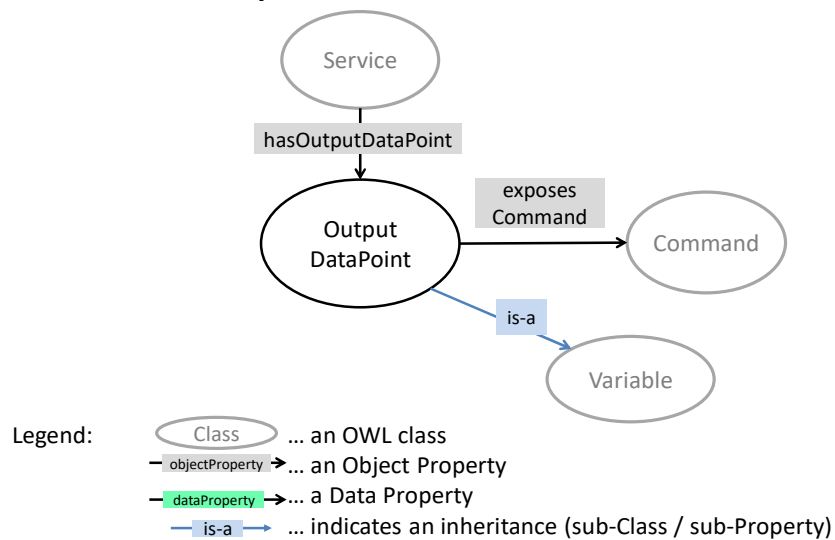 Service
hasOutputDataPoint
exposes
Command
Output
DataPoint
Command
is-a
Variable
Legend:
Class
... an OWL class
objectProperty
... an Object Property
dataProperty
... a Data Property
is-a
... indicates an inheritance (sub-Class / sub-Property)